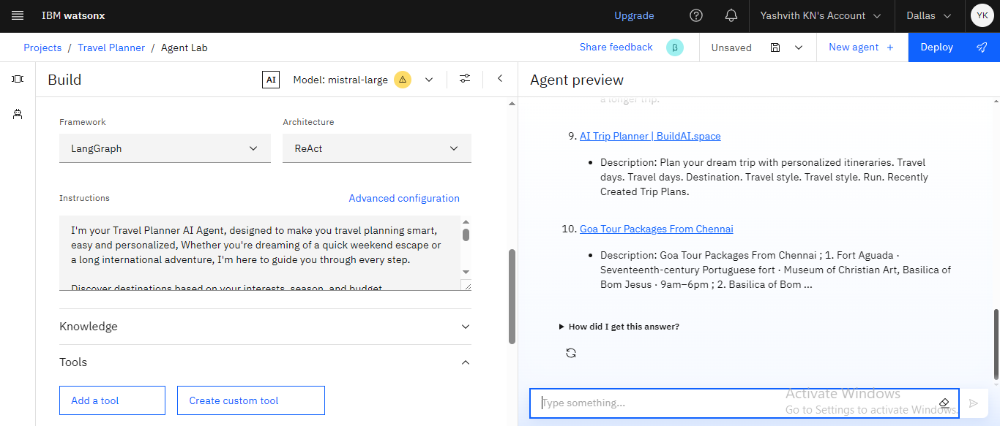 IBM watsonx
Upgrade
Yashvith KN's Account
Dallas
YK
Projects / Travel Planner / Agent Lab
Share feedback
β
Unsaved
New agent +
Deploy
Build
AI
Model: mistral-large
Agent preview
Framework
Architecture
LangGraph
ReAct
Instructions
Advanced configuration
I'm your Travel Planner AI Agent, designed to make you travel planning smart,
easy and personalized, Whether you're dreaming of a quick weekend escape or
a long international adventure, I'm here to guide you through every step.
Discover destinations based on your interests, season, and budget
Knowledge
Tools
Add a tool
Create custom tool
a longer trip.
9. AI Trip Planner | BuildAI.space
• Description: Plan your dream trip with personalized itineraries. Travel
days. Travel days. Destination. Travel style. Travel style. Run. Recently
Created Trip Plans.
10. Goa Tour Packages From Chennai
• Description: Goa Tour Packages From Chennai ; 1. Fort Aguada ·
Seventeenth-century Portuguese fort · Museum of Christian Art, Basilica of
Bom Jesus · 9am–6pm ; 2. Basilica of Bom ...
How did I get this answer?
Type something...
Activate Windows
Go to Settings to activate Windows.